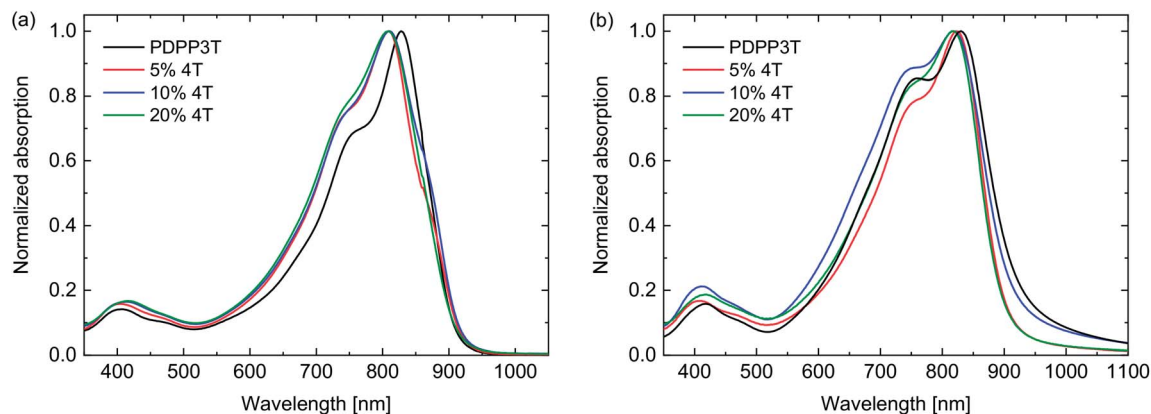 (a)
PDPP3T
5% 4T
10% 4T
20% 4T
Normalized absorption
1.0
0.8
0.6
0.4
0.2
0.0
400 500 600 700 800 900 1000
Wavelength [nm]
(b)
PDPP3T
5% 4T
10% 4T
20% 4T
Normalized absorption
1.0
0.8
0.6
0.4
0.2
0.0
400 500 600 700 800 900 1000 1100
Wavelength [nm]